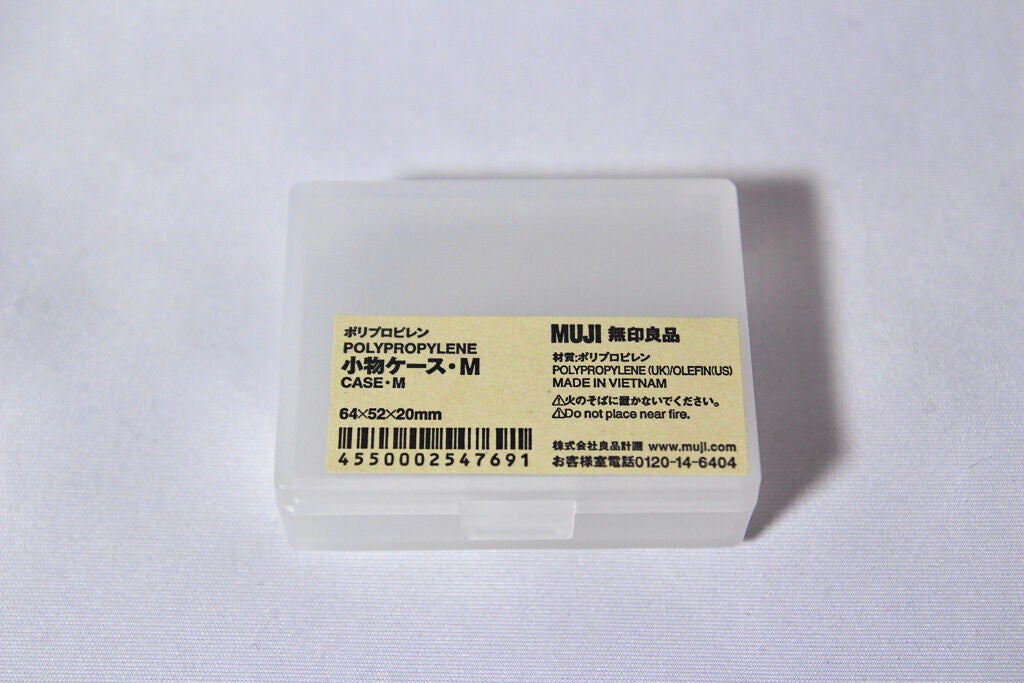 ポリプロピレン
POLYPROPYLENE
小物ケース・M
CASE・M
64×52×20mm
4550002547691
MUJI 無印良品
材質:ポリプロピレン
POLYPROPYLENE (UK)/OLEFIN(US)
MADE IN VIETNAM
⚠火のそばに置かないでください。
⚠Do not place near fire.
株式会社良品計画 www.muji.com
お客様室電話0120-14-6404